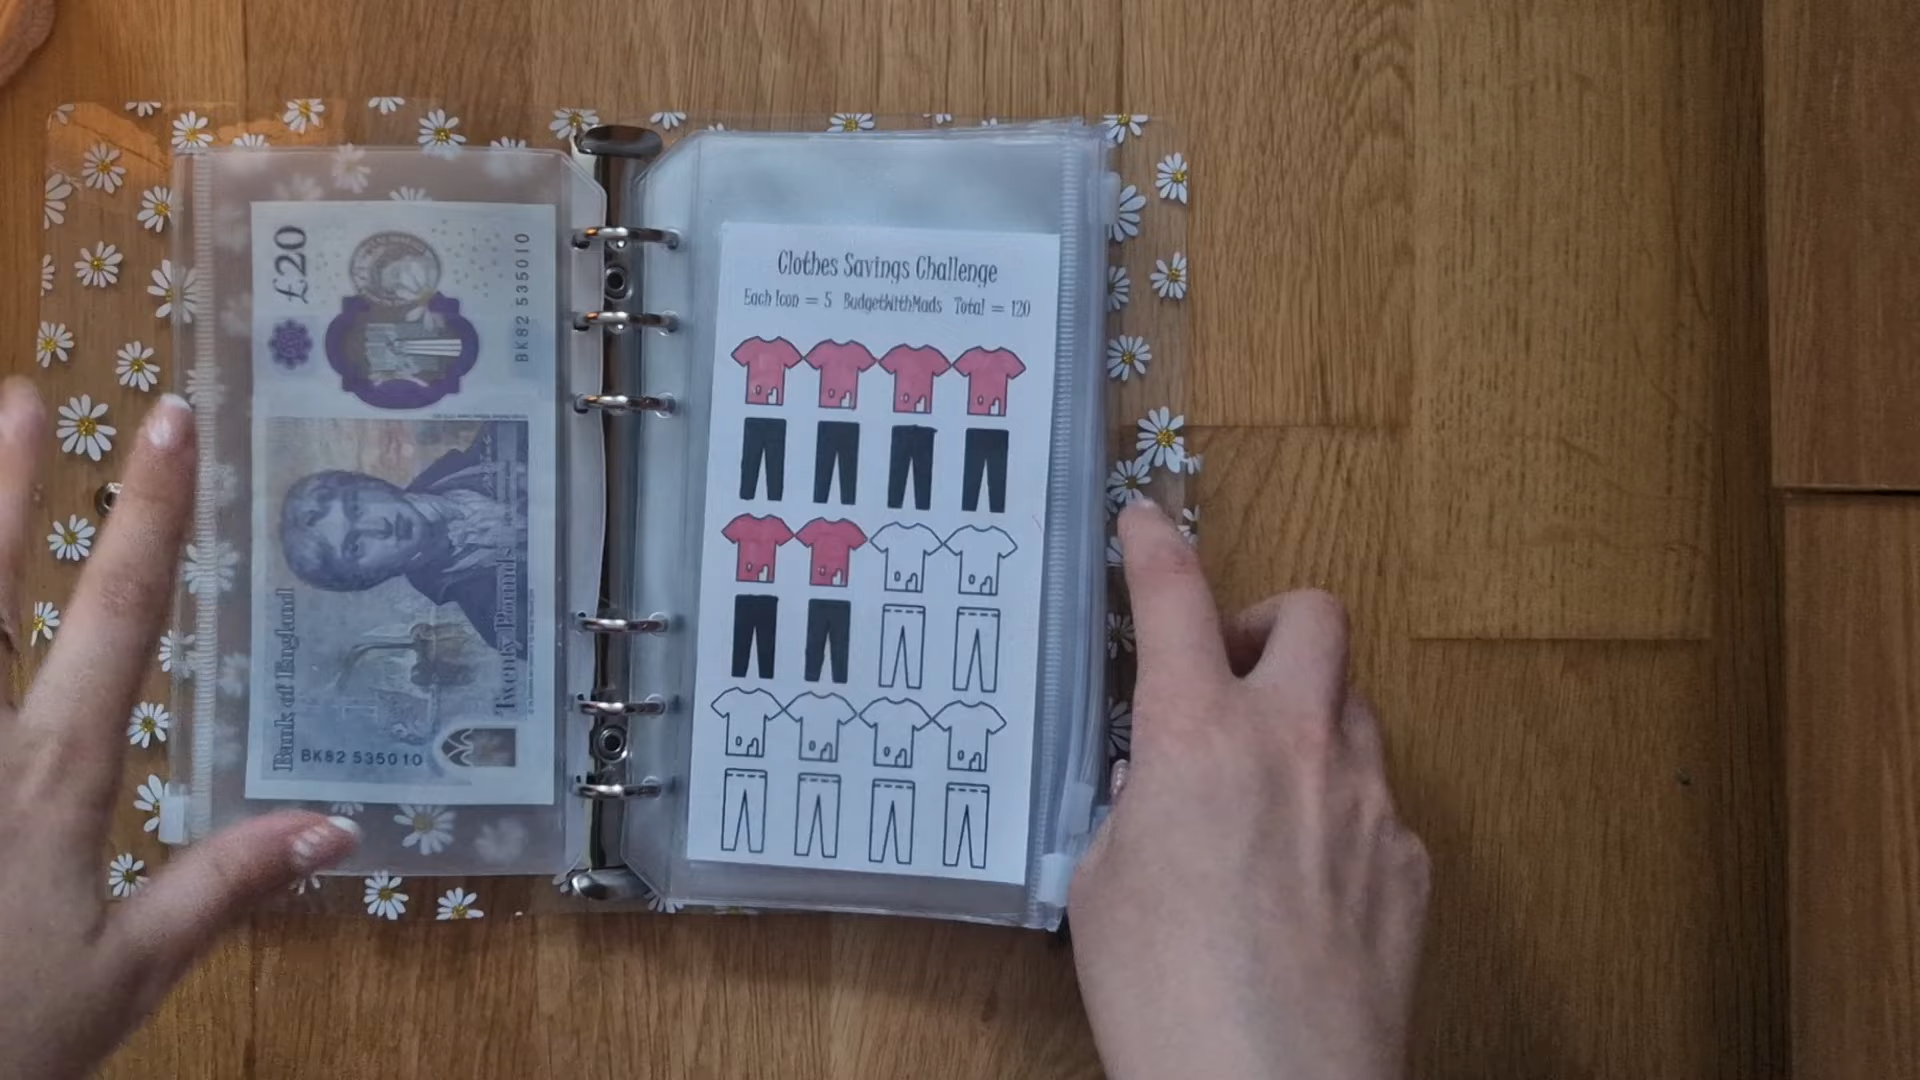 £20
BK82 535010
Bank of England
Twenty Pounds
BK82 535010
Clothes Savings Challenge
Each Icon = 5 BudgetWithMads Total = 120